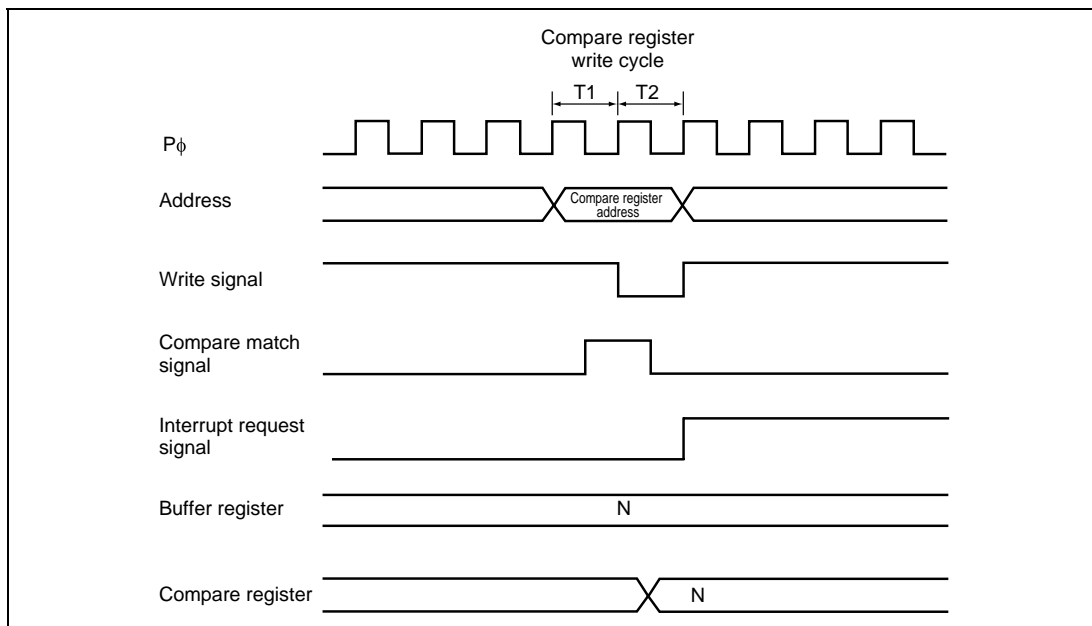 Compare register
write cycle
T1
T2
Pϕ
Address
Compare register
address
Write signal
Compare match
signal
Interrupt request
signal
Buffer register
N
Compare register
N